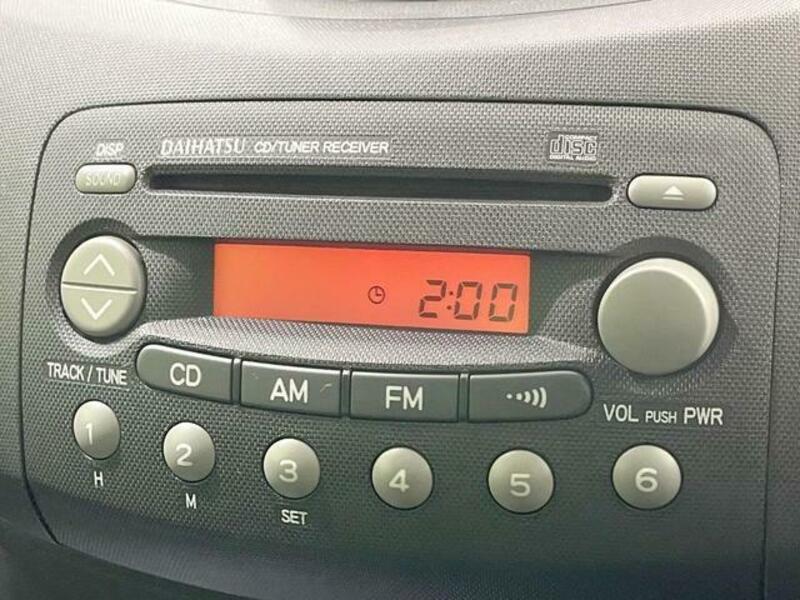 DISP
DAIHATSU CD/TUNER RECEIVER
COMPACT
disc
DIGITAL AUDIO
SOUND
2:00
TRACK / TUNE
CD
AM
FM
VOL PUSH PWR
1
2
3
4
5
6
H
M
SET